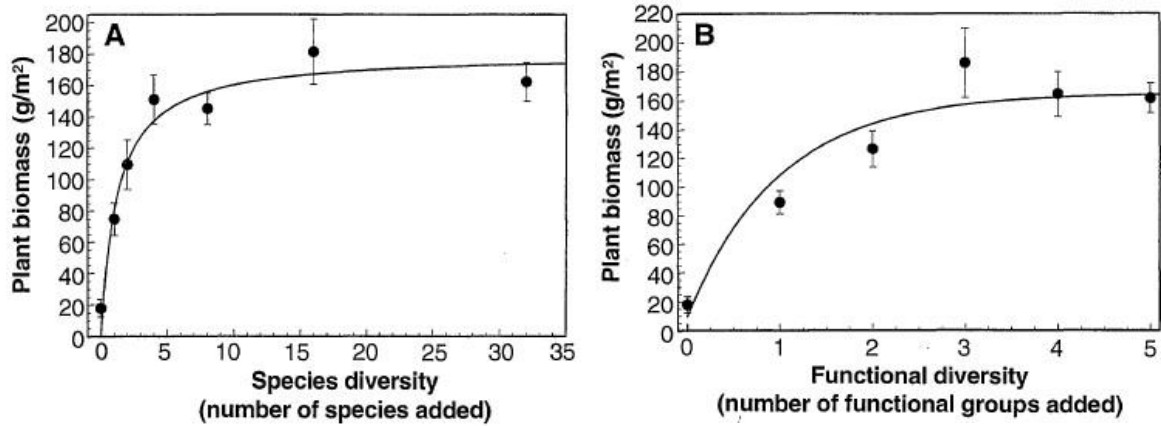 A
Plant biomass (g/m²)
200
180
160
140
120
100
80
60
40
20
0
0 5 10 15 20 25 30 35
Species diversity
(number of species added)
B
Plant biomass (g/m²)
220
200
180
160
140
120
100
80
60
40
20
0
0 1 2 3 4 5
Functional diversity
(number of functional groups added)